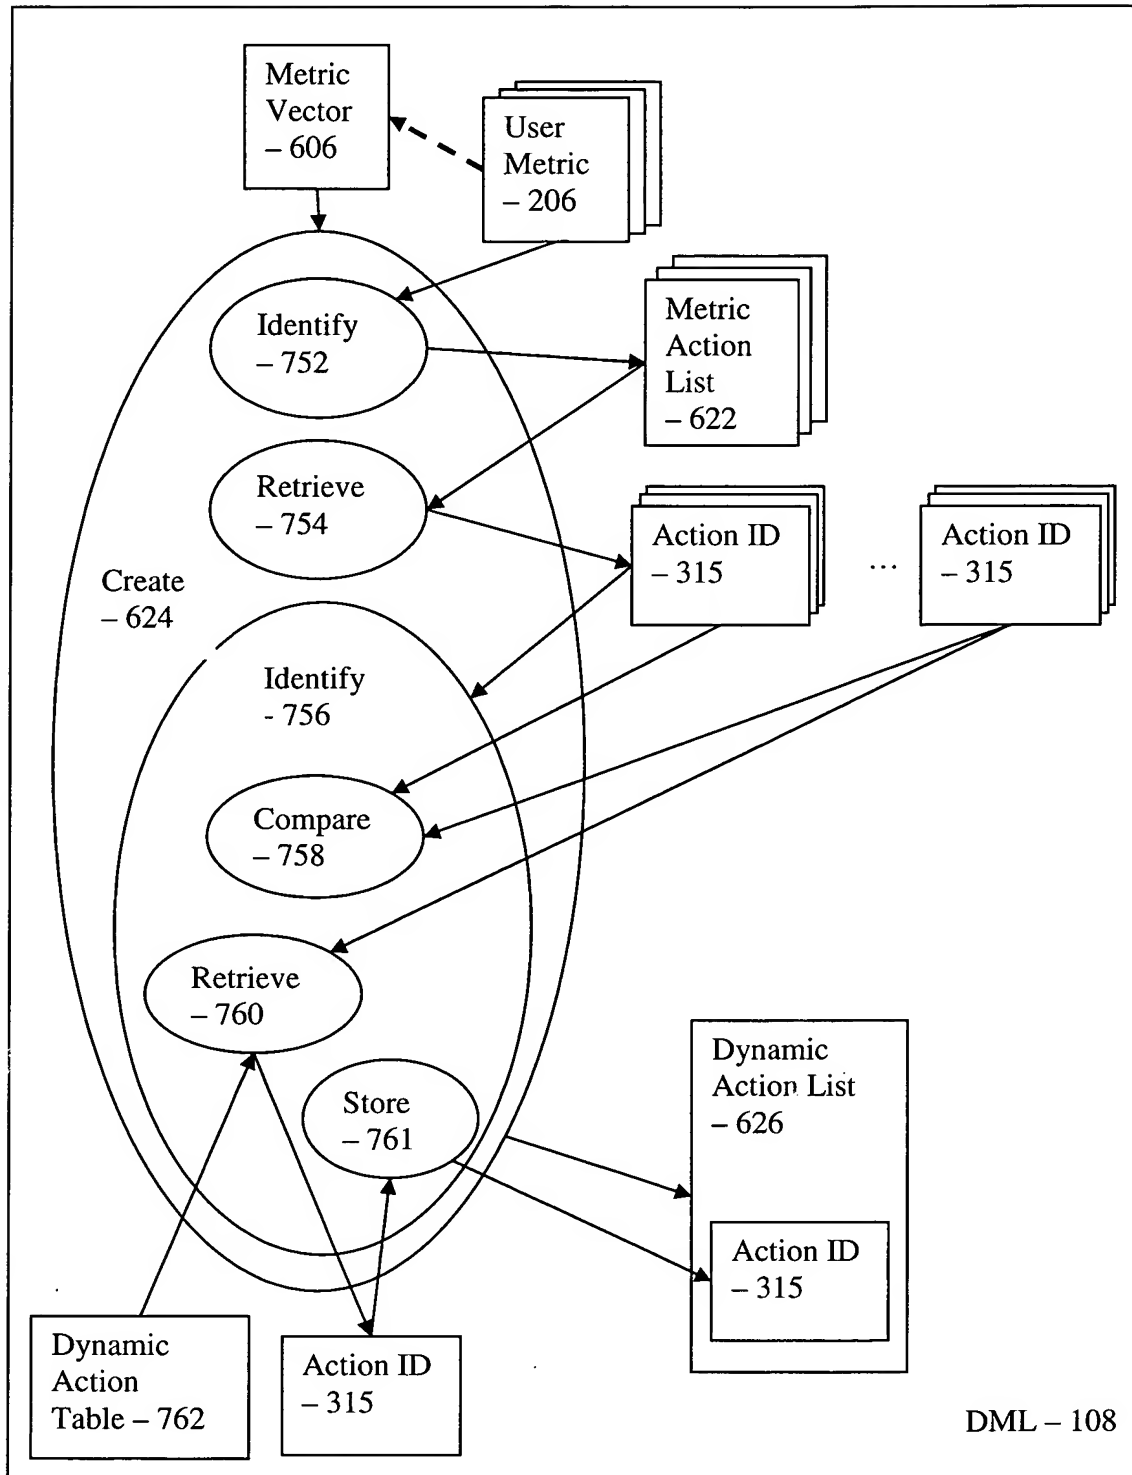 Metric
Vector
– 606
User
Metric
– 206
Identify
– 752
Metric
Action
List
– 622
Retrieve
– 754
Action ID
– 315
...
Action ID
– 315
Create
– 624
Identify
- 756
Compare
– 758
Retrieve
– 760
Store
– 761
Dynamic
Action List
– 626
Action ID
– 315
Dynamic
Action
Table – 762
Action ID
– 315
DML – 108